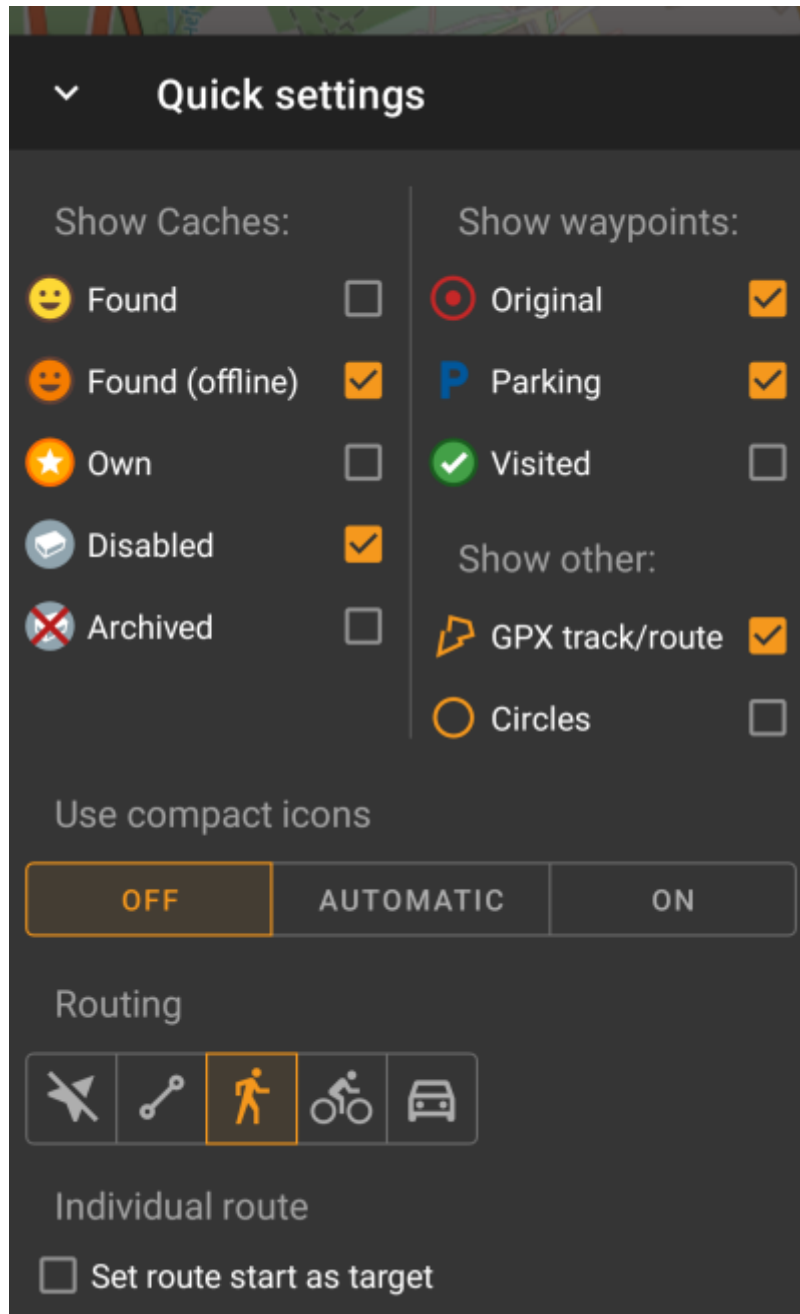 Quick settings
Show Caches:
Found
Found (offline)
Own
Disabled
Archived
Show waypoints:
Original
P Parking
Visited
Show other:
GPX track/route
Circles
Use compact icons
OFF AUTOMATIC ON
Routing
Individual route
Set route start as target